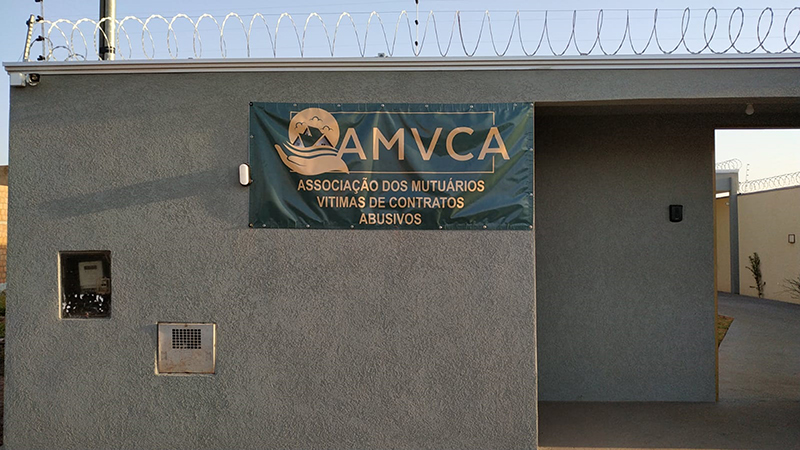 AMVCA
ASSOCIAÇÃO DOS MUTUÁRIOS
VITIMAS DE CONTRATOS
ABUSIVOS